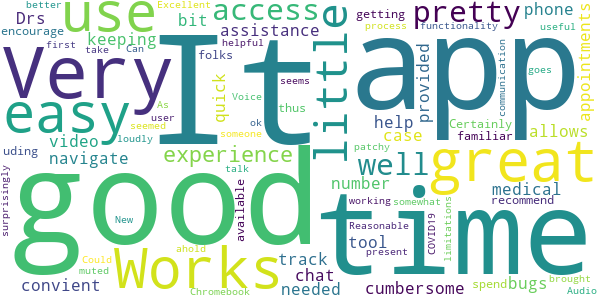 use
access
pretty
phone
better
Drs
bit
Excellent
encourage
first
take
Can
keeping
assistance
getting
process
functionality
useful
Very
It
little
app
appointments
folks
helpful
quick
easy
As
user
Voice
seems
thus
provided
communication
goes
video
seemed
loudly
someone
ok
help
case
Certainly
familiar
allows
uding
navigate
experience
well
patchy
great
surprisingly
good
talk
available
number
working
somewhat
medical
recommend
time
New
Could
muted
Works
ahold
track
tool
Reasonable
present
COVID19
limitations
convient
Chromebook
chat
needed
cumbersome
spend
bugs
brought
Audio